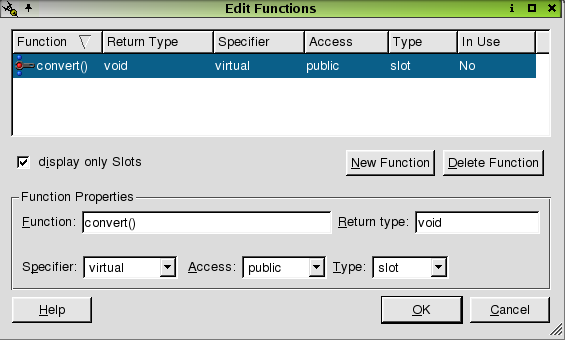 Edit Functions
Function Return Type Specifier Access Type In Use
convert() void virtual public slot No
display only Slots New Function Delete Function
Function Properties
Function: convert() Return type: void
Specifier: virtual Access: public Type: slot
Help OK Cancel